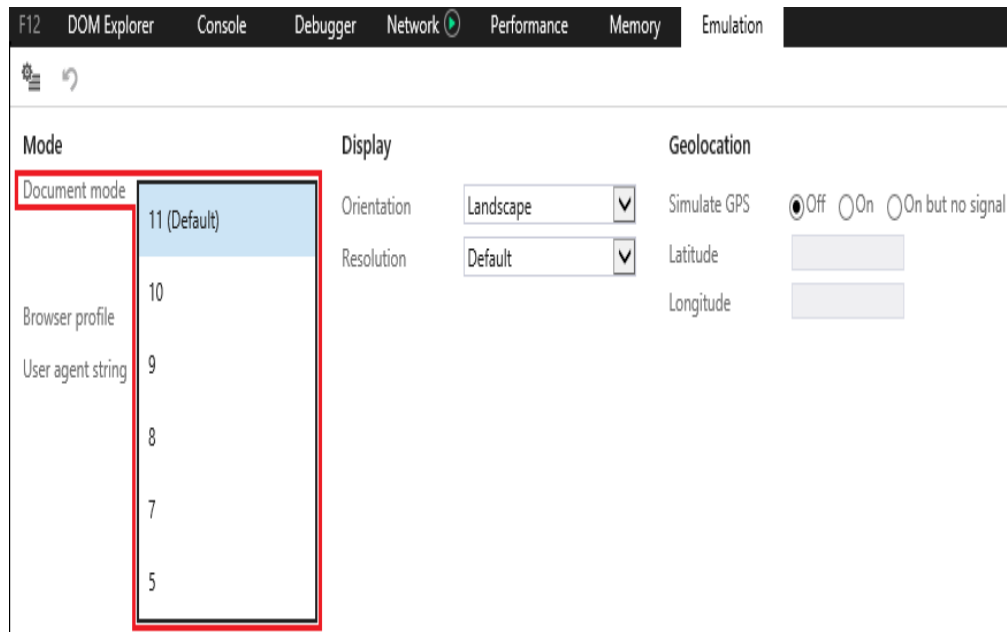 F12 DOM Explorer Console Debugger Network Performance Memory Emulation
Mode
Document mode
11 (Default)
10
9
8
7
5
Browser profile
User agent string
Display
Orientation Landscape
Resolution Default
Geolocation
Simulate GPS Off On On but no signal
Latitude
Longitude